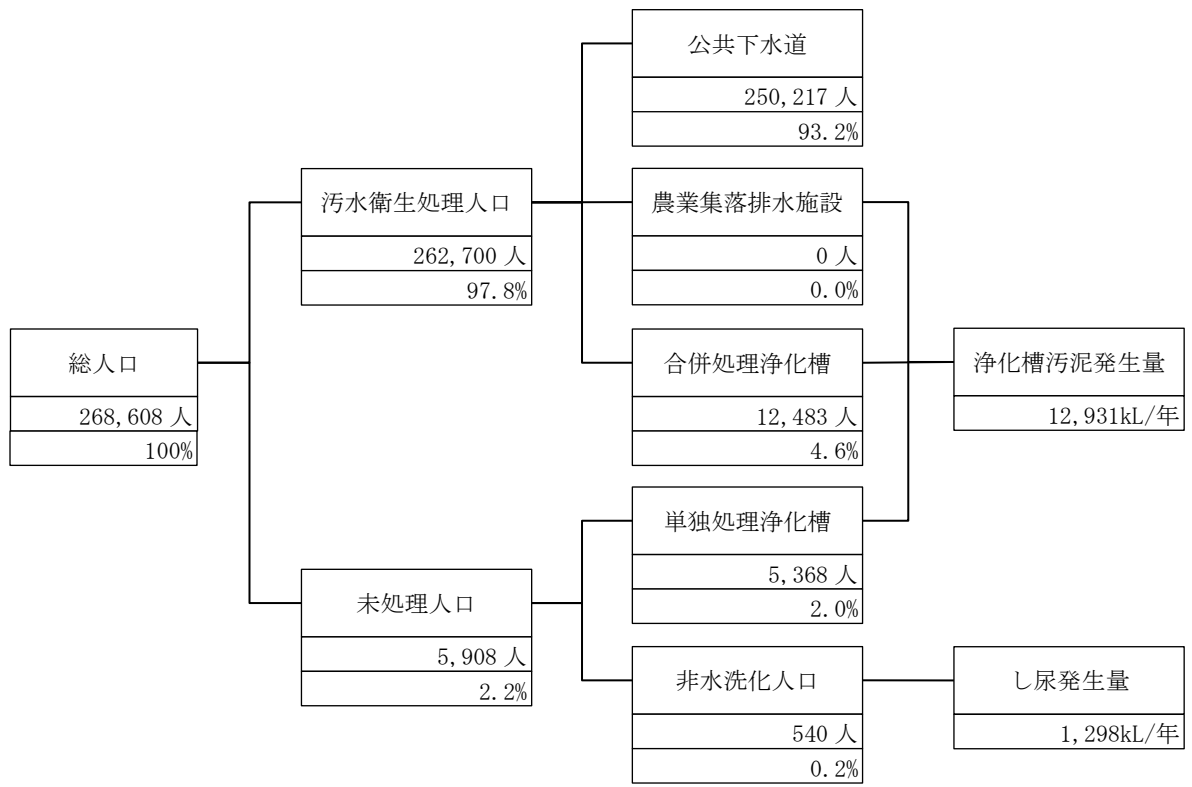 総人口
268,608 人
100%
汚水衛生処理人口
262,700 人
97.8%
未処理人口
5,908 人
2.2%
公共下水道
250,217 人
93.2%
農業集落排水施設
0 人
0.0%
合併処理浄化槽
12,483 人
4.6%
単独処理浄化槽
5,368 人
2.0%
非水洗化人口
540 人
0.2%
浄化槽汚泥発生量
12,931kL/年
し尿発生量
1,298kL/年